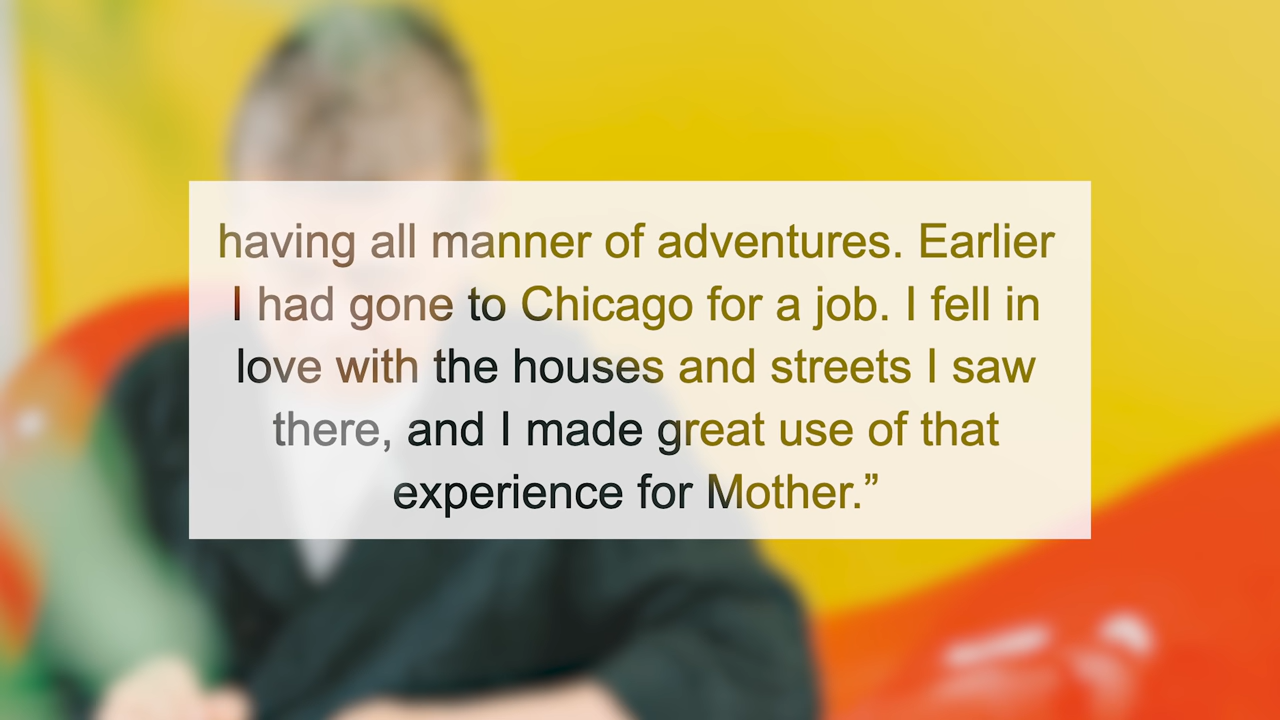 having all manner of adventures. Earlier
I had gone to Chicago for a job. I fell in
love with the houses and streets I saw
there, and I made great use of that
experience for Mother.”